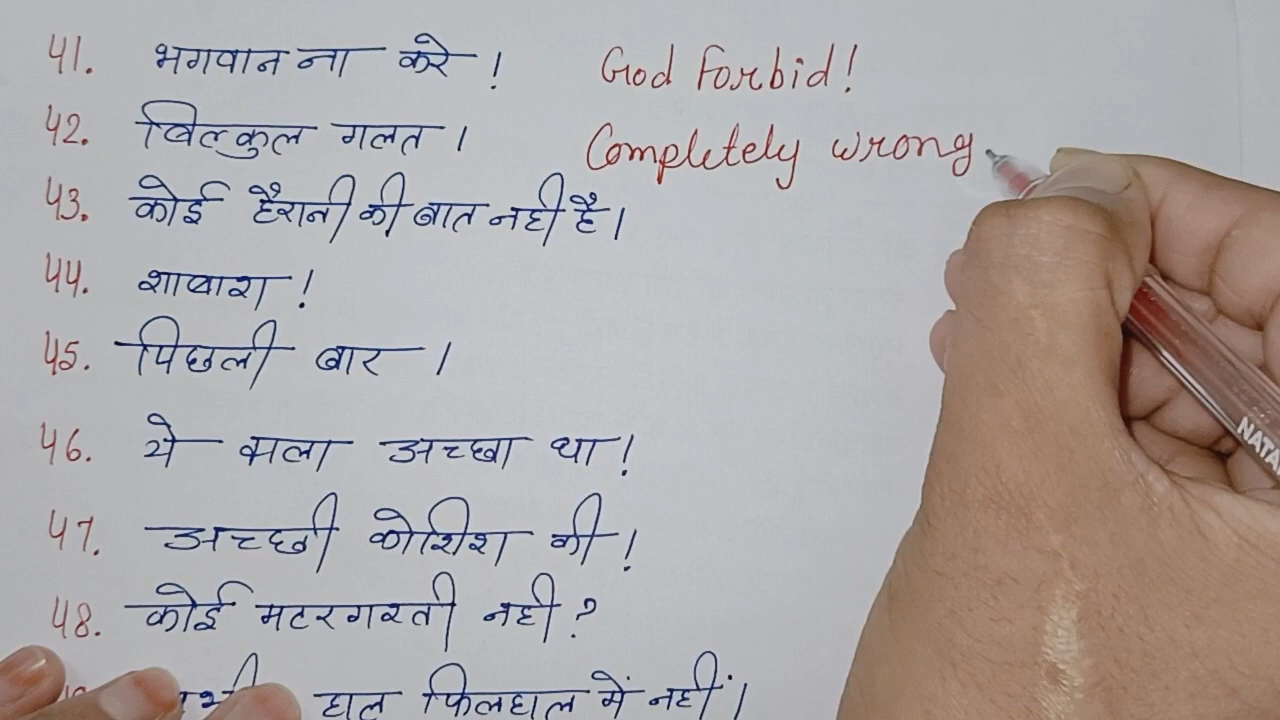 41. भगवान ना करे ! God Forbid!
42. बिल्कुल गलत । Completely wrong
43. कोई हैरानी की बात नही है ।
44. शाबाश !
45. पिछली बार ।
46. ये भला अच्छा था !
47. अच्छी कोशिश की !
48. कोई मटरगश्ती नही ?
हाल फिलहाल में नहीं ।
NATA